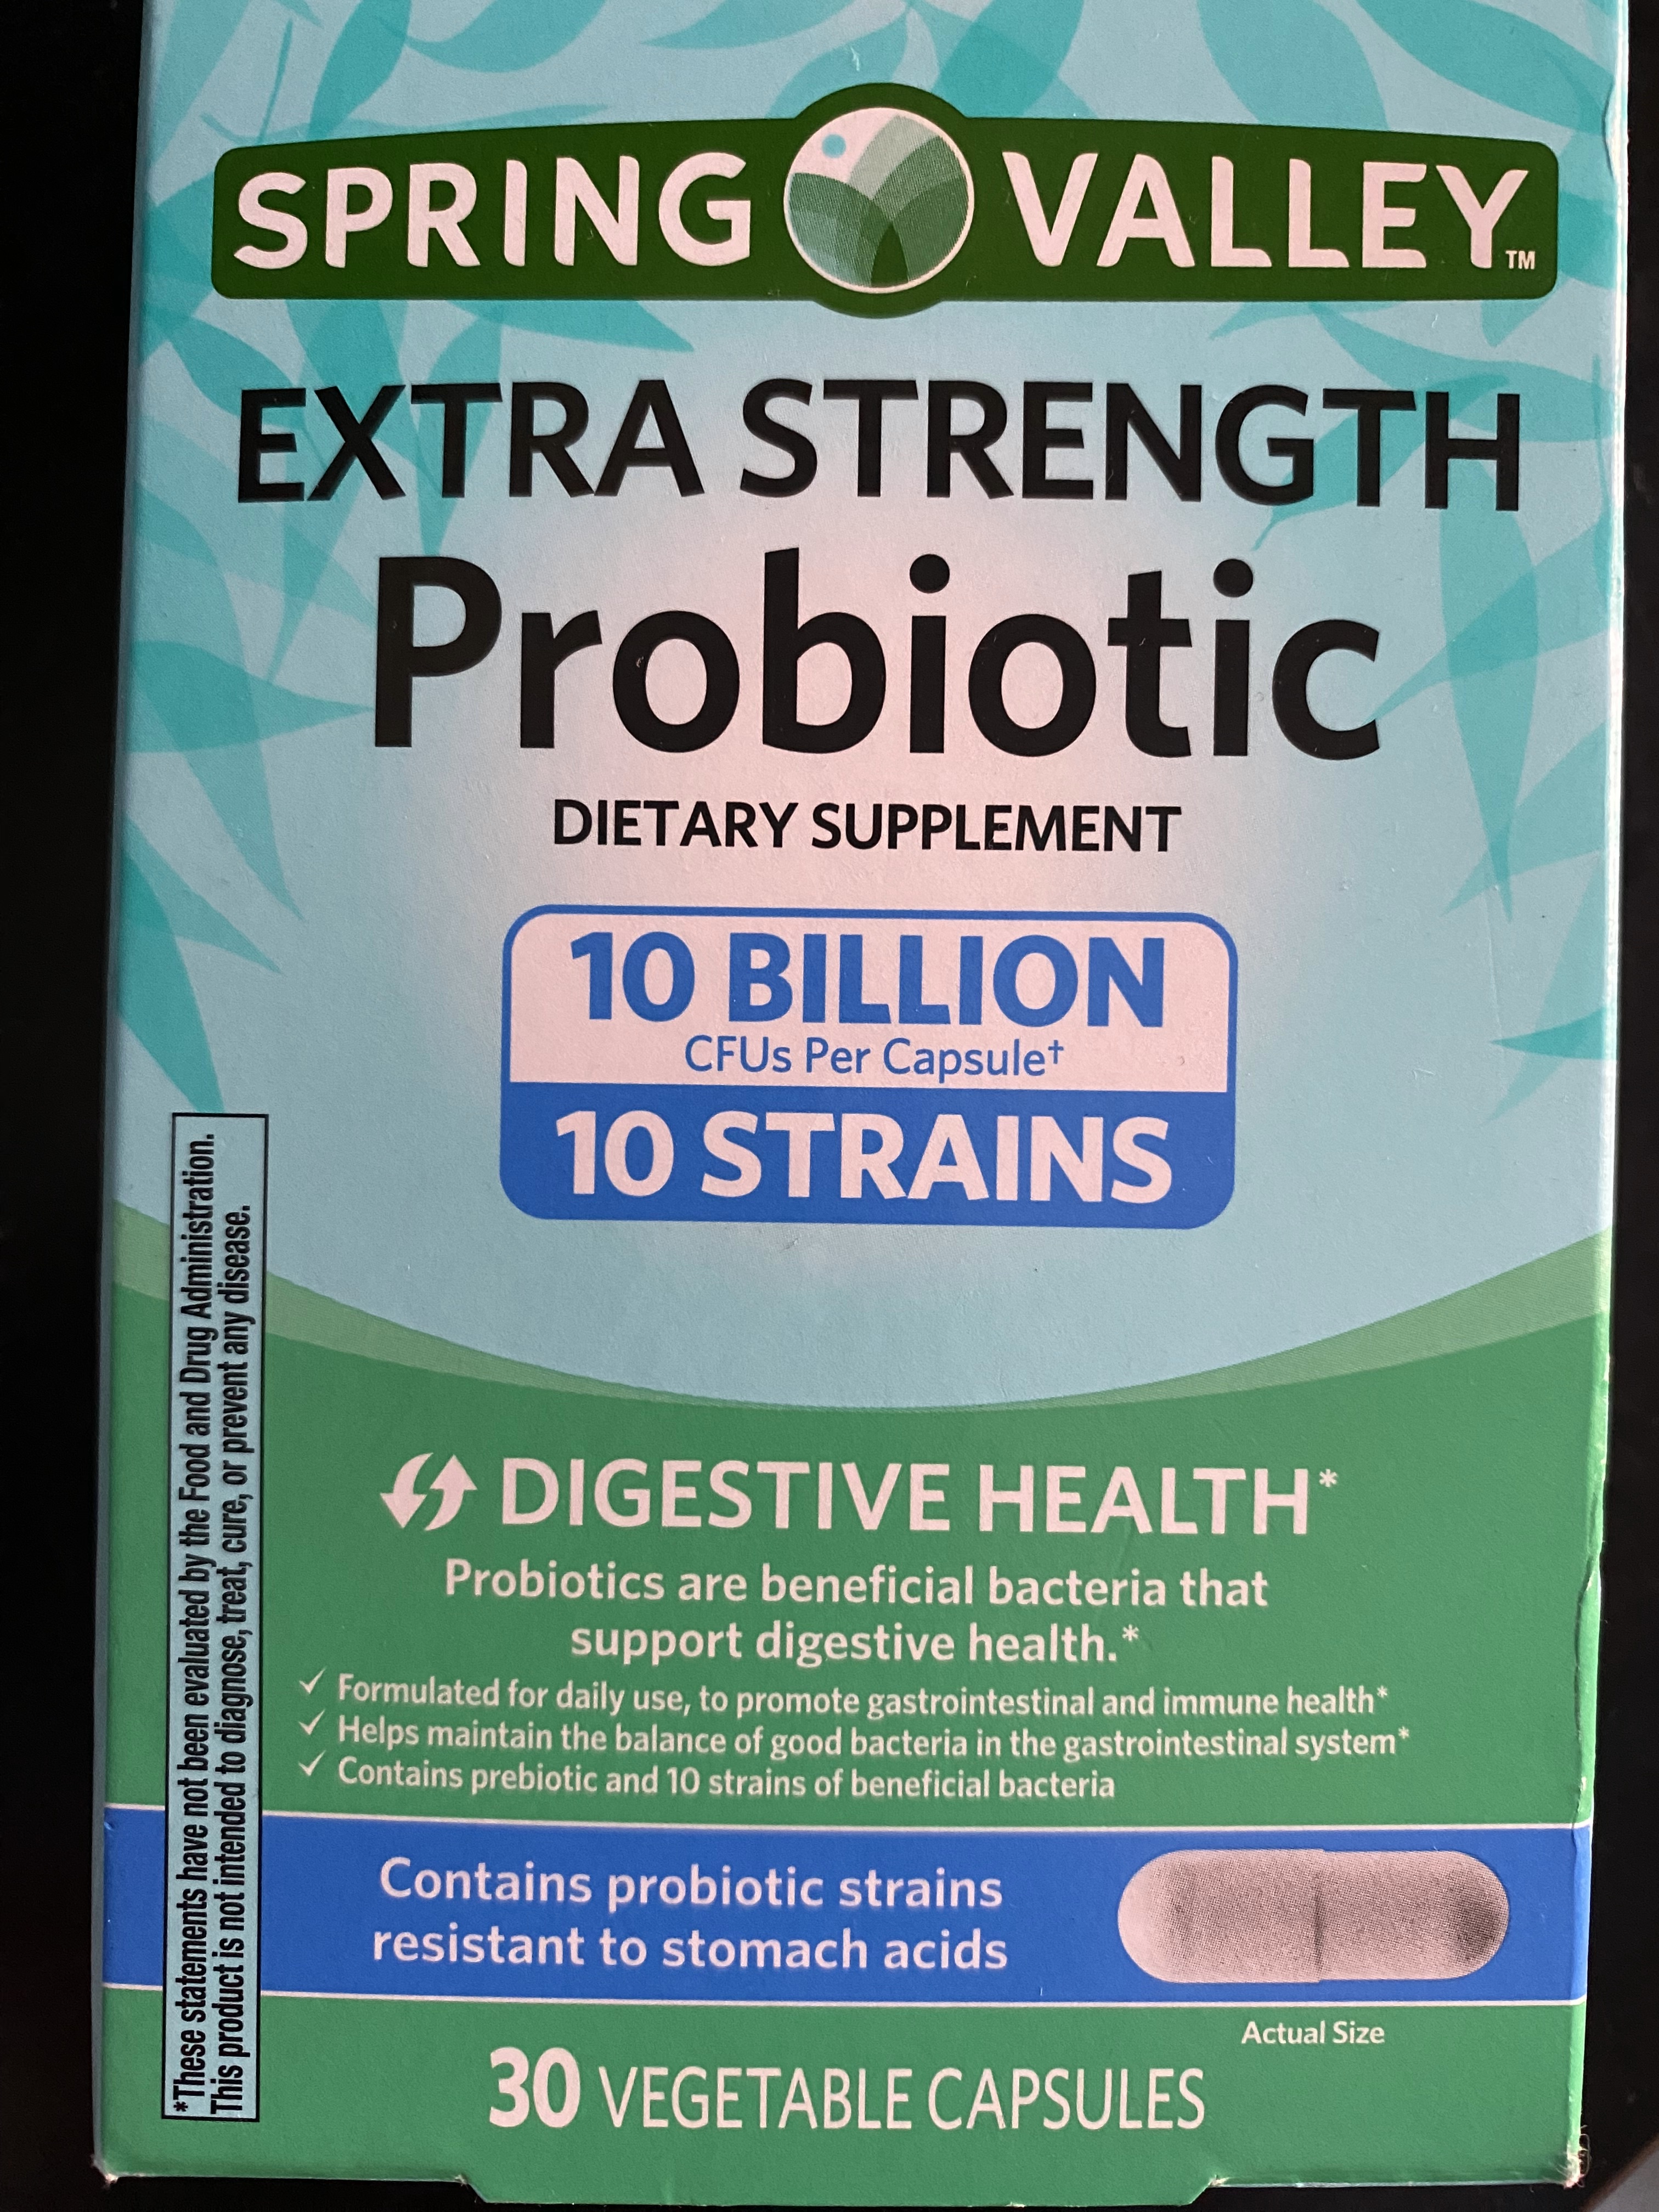 SPRING VALLEY™
EXTRA STRENGTH
Probiotic
DIETARY SUPPLEMENT
10 BILLION
CFUs Per Capsule†
10 STRAINS
DIGESTIVE HEALTH*
Probiotics are beneficial bacteria that
support digestive health.*
✓ Formulated for daily use, to promote gastrointestinal and immune health*
✓ Helps maintain the balance of good bacteria in the gastrointestinal system*
✓ Contains prebiotic and 10 strains of beneficial bacteria
Contains probiotic strains
resistant to stomach acids
Actual Size
30 VEGETABLE CAPSULES
*These statements have not been evaluated by the Food and Drug Administration.
This product is not intended to diagnose, treat, cure, or prevent any disease.